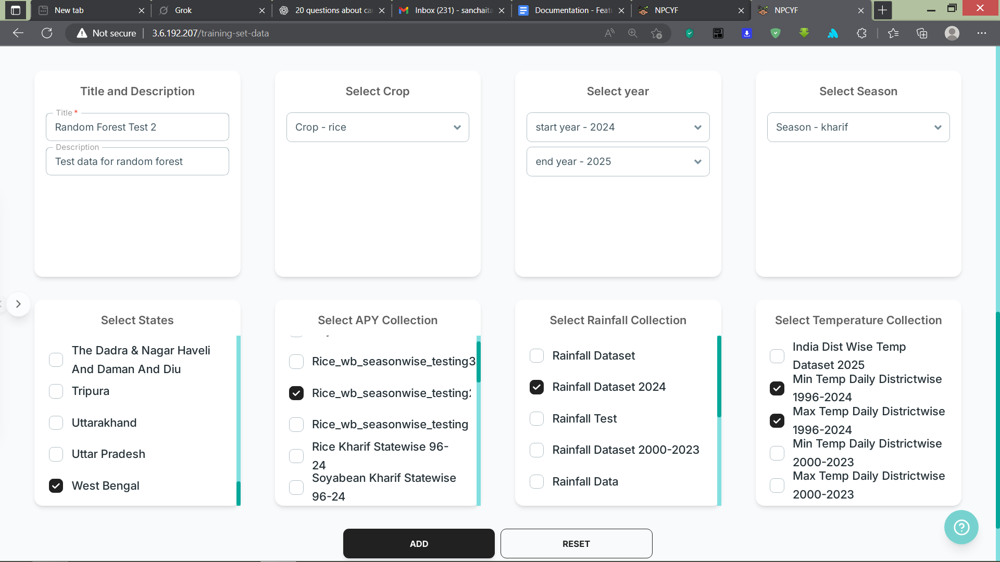 New tab
Grok
20 questions about ca
Inbox (231) - sanchaita
Documentation - Feat
NPCYF
NPCYF
Not secure
3.6.192.207/training-set-data
Title and Description
Title *
Random Forest Test 2
Description
Test data for random forest
Select Crop
Crop - rice
Select year
start year - 2024
end year - 2025
Select Season
Season - kharif
Select States
The Dadra & Nagar Haveli
And Daman And Diu
Tripura
Uttarakhand
Uttar Pradesh
West Bengal
Select APY Collection
Rice_wb_seasonwise_testing3
Rice_wb_seasonwise_testing2
Rice_wb_seasonwise_testing
Rice Kharif Statewise 96-
24
Soyabean Kharif Statewise
96-24
Select Rainfall Collection
Rainfall Dataset
Rainfall Dataset 2024
Rainfall Test
Rainfall Dataset 2000-2023
Rainfall Data
Select Temperature Collection
India Dist Wise Temp
Dataset 2025
Min Temp Daily Districtwise
1996-2024
Max Temp Daily Districtwise
1996-2024
Min Temp Daily Districtwise
2000-2023
Max Temp Daily Districtwise
2000-2023
ADD
RESET